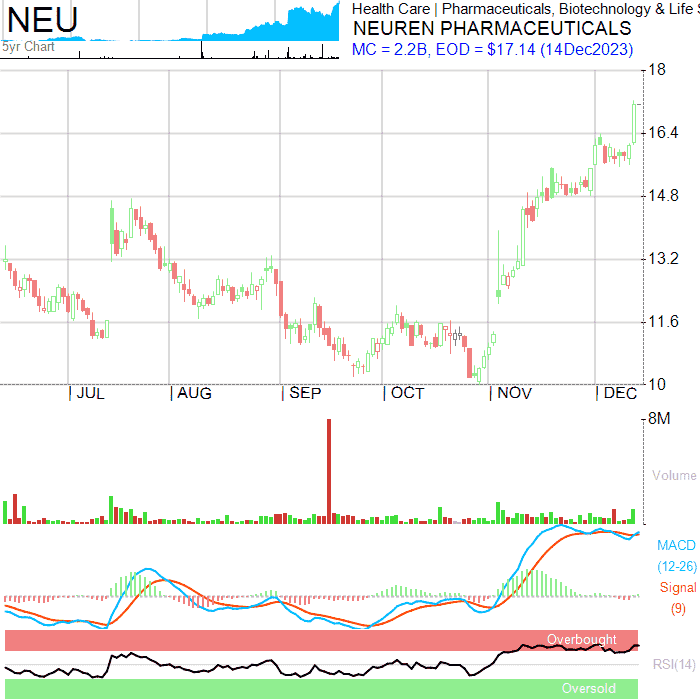 NEU
5yr Chart
Health Care | Pharmaceuticals, Biotechnology & Life
NEUREN PHARMACEUTICALS
MC = 2.2B, EOD = $17.14 (14Dec2023)
18
16.4
14.8
13.2
11.6
10
JUL AUG SEP OCT NOV DEC
8M
Volume
MACD
(12-26)
Signal
(9)
Overbought
RSI(14)
Oversold